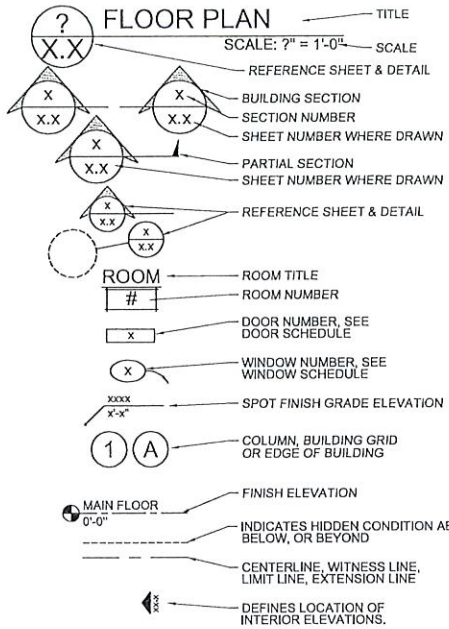 ? FLOOR PLAN TITLE
X.X SCALE: ?" = 1'-0" SCALE
REFERENCE SHEET & DETAIL
x x BUILDING SECTION
SECTION NUMBER
x.x x.x SHEET NUMBER WHERE DRAWN
x PARTIAL SECTION
x.x SHEET NUMBER WHERE DRAWN
x REFERENCE SHEET & DETAIL
x.x
x
x.x
ROOM ROOM TITLE
# ROOM NUMBER
DOOR NUMBER, SEE
x DOOR SCHEDULE
WINDOW NUMBER, SEE
x WINDOW SCHEDULE
xxxx SPOT FINISH GRADE ELEVATION
x'-x"
1 A COLUMN, BUILDING GRID
OR EDGE OF BUILDING
FINISH ELEVATION
MAIN FLOOR
0'-0"
INDICATES HIDDEN CONDITION
BELOW, OR BEYOND
CENTERLINE, WITNESS LINE,
LIMIT LINE, EXTENSION LINE
DEFINES LOCATION OF
INTERIOR ELEVATIONS.